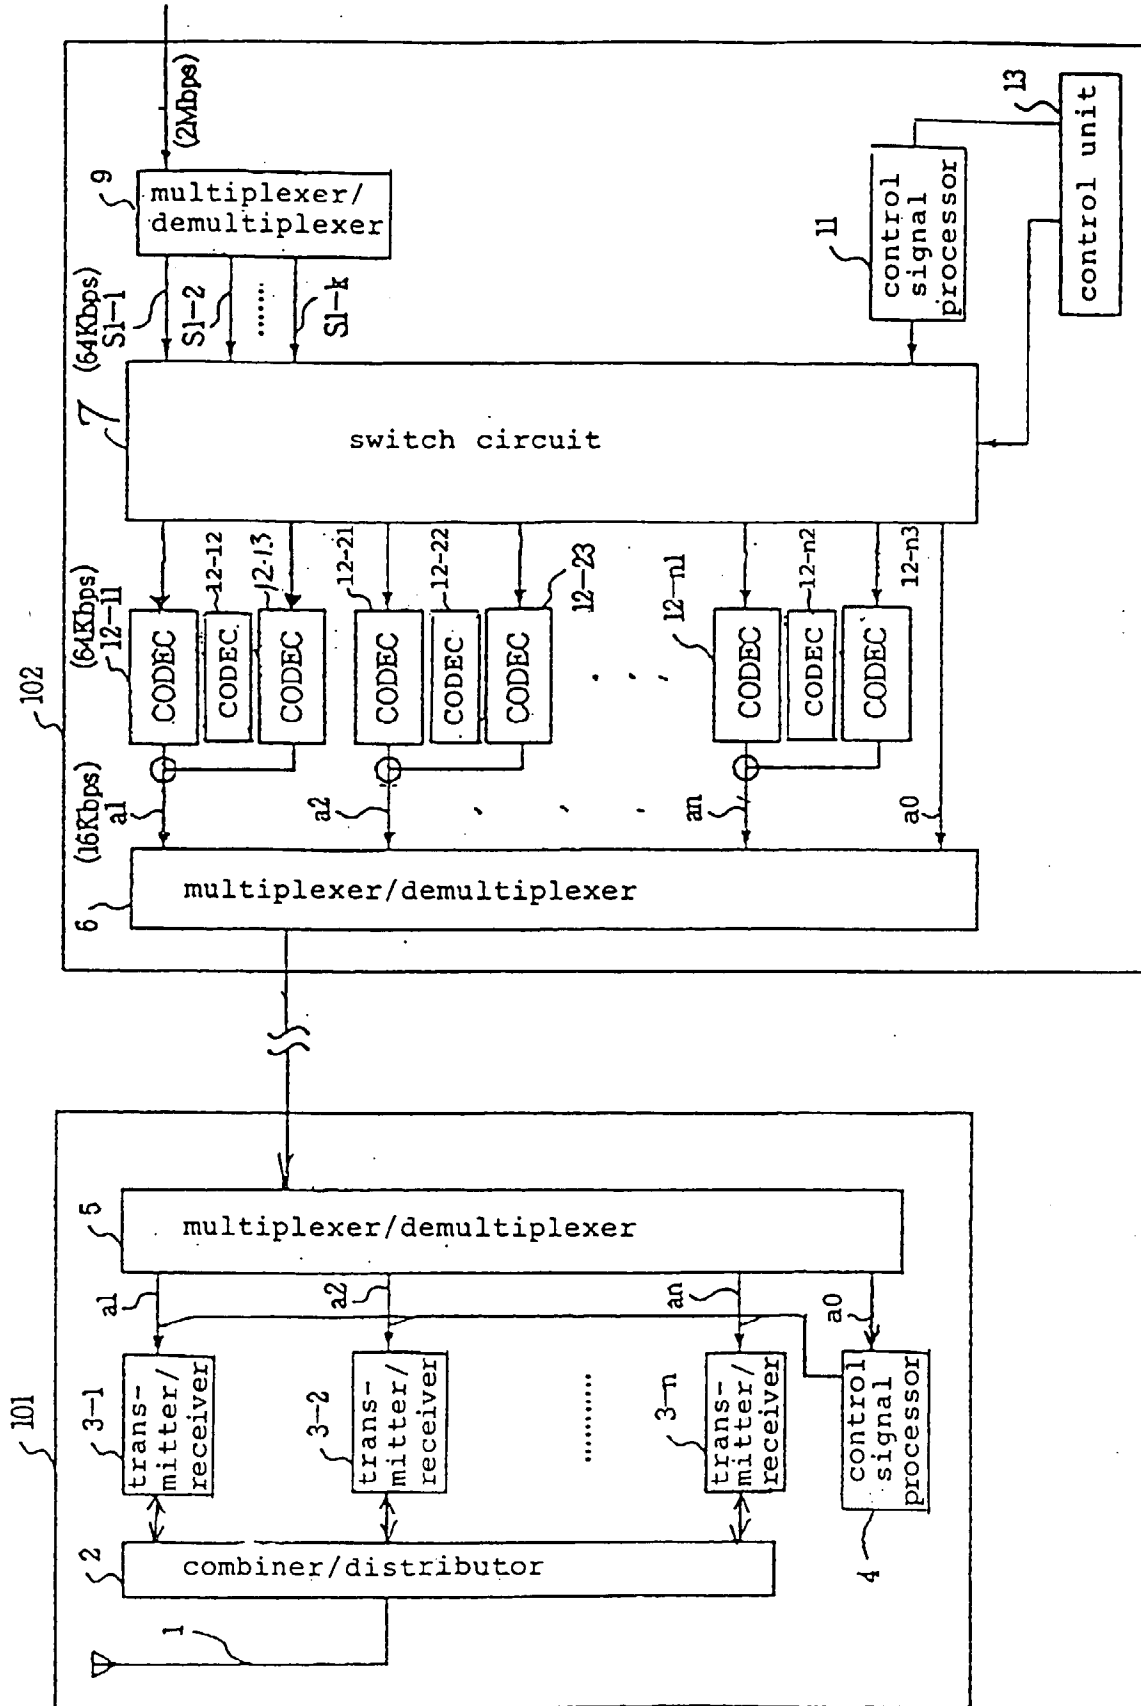 101
1
2
combiner/distributor
3-1
trans-
mitter/
receiver
3-2
trans-
mitter/
receiver
..........
3-n
trans-
mitter/
receiver
4
control
signal
processor
a1
a2
an
a0
5
multiplexer/demultiplexer
102
6
multiplexer/demultiplexer
(16Kbps)
a1
a2
an
a0
(64Kbps)
12-11
CODEC
12-12
CODEC
12-13
CODEC
12-21
CODEC
12-22
CODEC
12-23
CODEC
12-n1
CODEC
12-n2
CODEC
12-n3
CODEC
7
switch circuit
(64Kbps)
S1-1
S1-2
........
S1-k
9
multiplexer/
demultiplexer
(2Mbps)
11
control
signal
processor
13
control unit